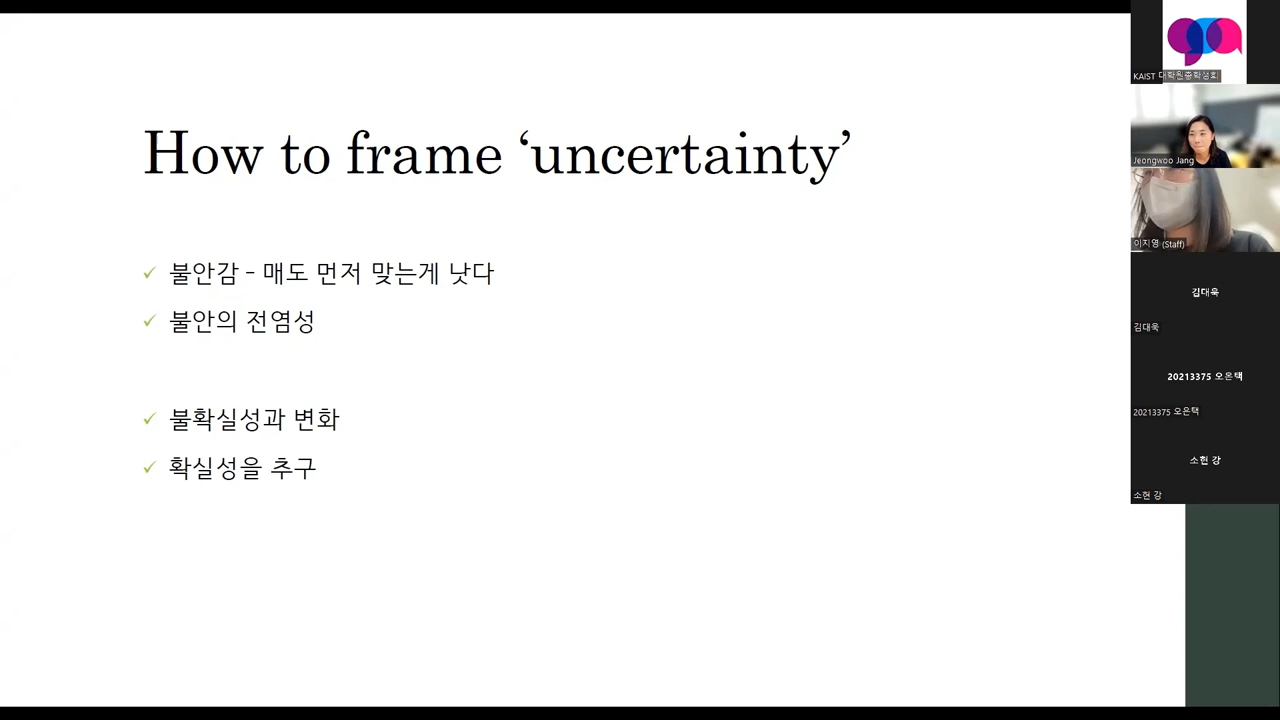 How to frame ‘uncertainty’
불안감 – 매도 먼저 맞는게 낫다
불안의 전염성
불확실성과 변화
확실성을 추구
KAIST 대학원총학생회
Jeongwoo Jang
이지영 (Staff)
김대욱
김대욱
20213375 오은택
20213375 오은택
소현 강
소현 강